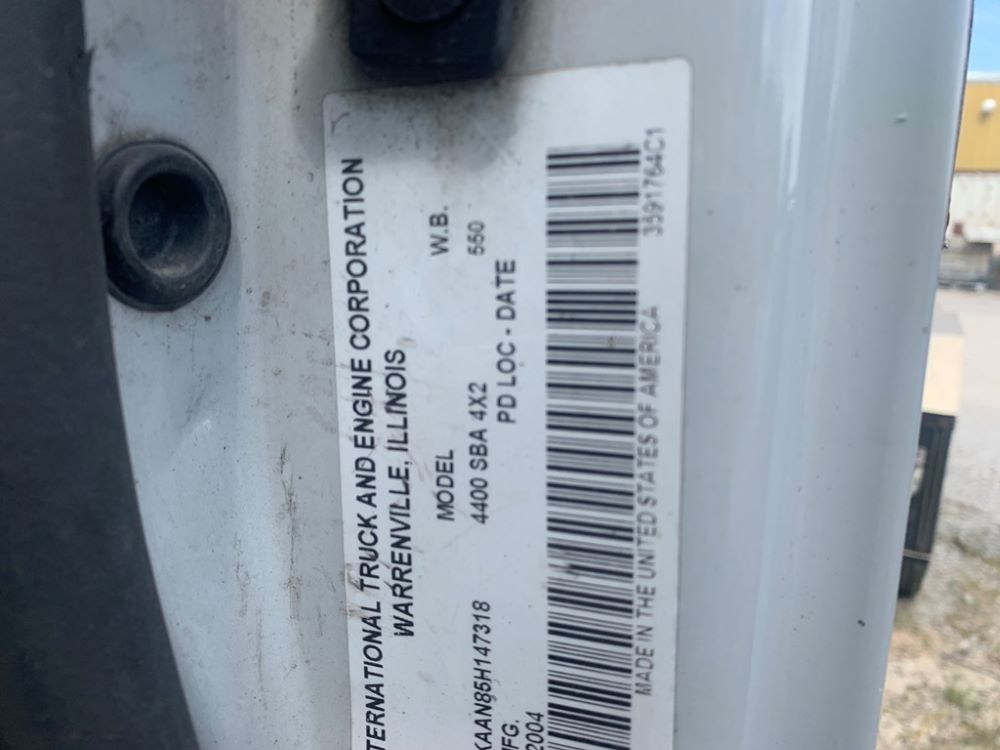 TERNATIONAL TRUCK AND ENGINE CORPORATION
WARRENVILLE, ILLINOIS
MODEL W.B.
KAAN85H147318 4400 SBA 4X2 550
MFG. PD LOC - DATE
2004
MADE IN THE UNITED STATES OF AMERICA 3591764C1